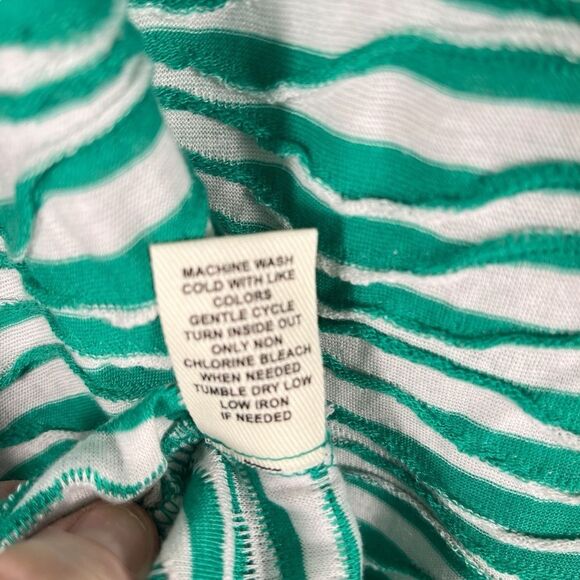 MACHINE WASH
COLD WITH LIKE
COLORS
GENTLE CYCLE
TURN INSIDE OUT
ONLY NON
CHLORINE BLEACH
WHEN NEEDED
TUMBLE DRY LOW
LOW IRON
IF NEEDED